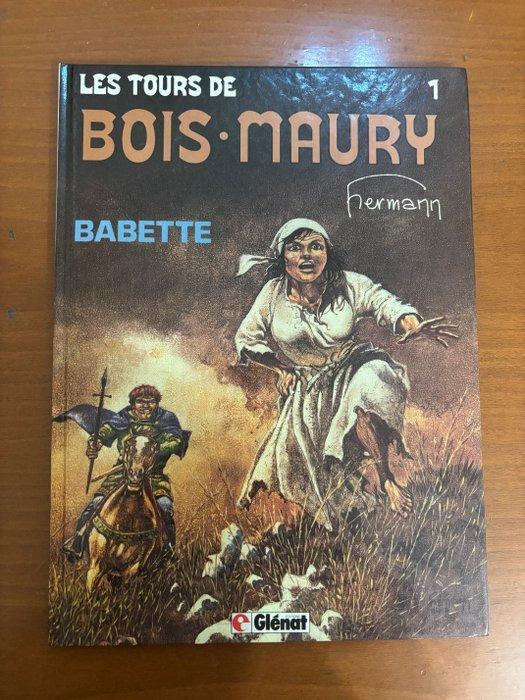 LES TOURS DE 1
BOIS·MAURY
hermann
BABETTE
e Glénat